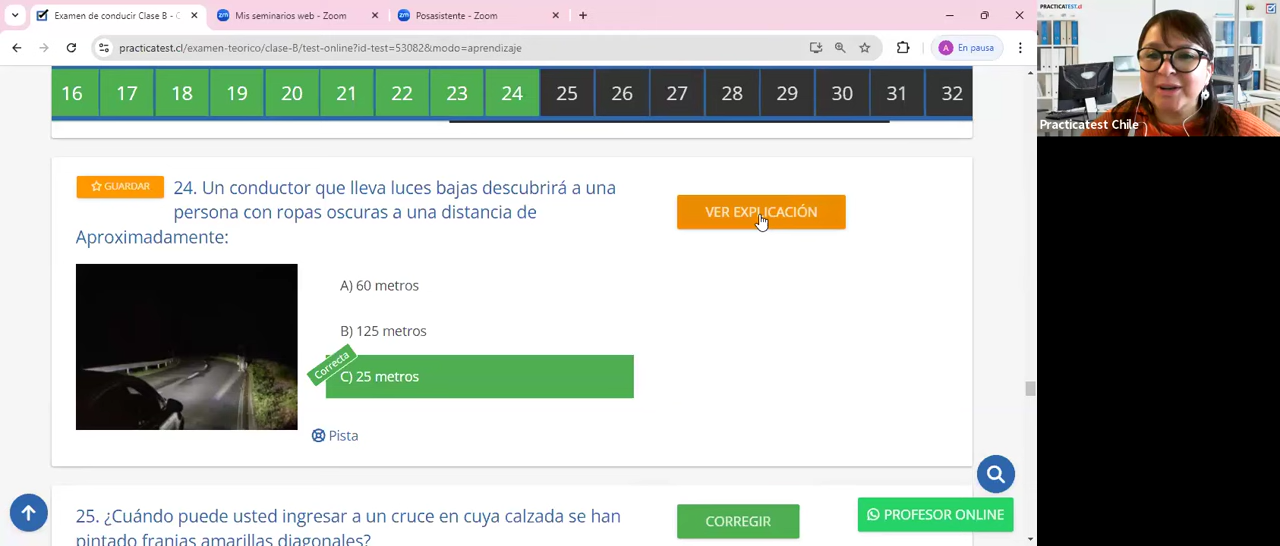 Examen de conducir Clase B - C
Mis seminarios web - Zoom
Posasistente - Zoom
practicatest.cl/examen-teorico/clase-B/test-online?id-test=53082&modo=aprendizaje
A En pausa
PRACTICATEST.CL
Practicatest Chile
16 17 18 19 20 21 22 23 24 25 26 27 28 29 30 31 32
GUARDAR
24. Un conductor que lleva luces bajas descubrirá a una
persona con ropas oscuras a una distancia de
Aproximadamente:
VER EXPLICACIÓN
A) 60 metros
B) 125 metros
Correcta
C) 25 metros
Pista
25. ¿Cuándo puede usted ingresar a un cruce en cuya calzada se han
pintado franjas amarillas diagonales?
CORREGIR
PROFESOR ONLINE